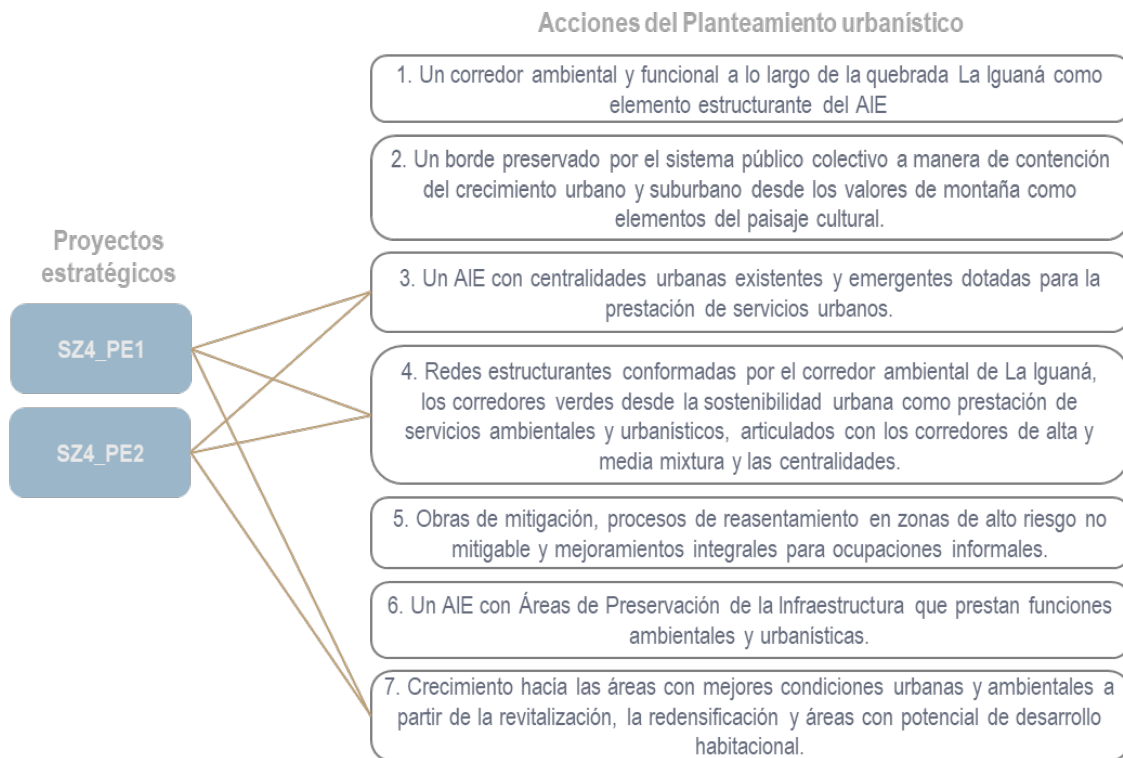 Acciones del Planteamiento urbanístico
1. Un corredor ambiental y funcional a lo largo de la quebrada La Iguaná como
elemento estructurante del AIE
2. Un borde preservado por el sistema público colectivo a manera de contención
del crecimiento urbano y suburbano desde los valores de montaña como
elementos del paisaje cultural.
Proyectos
estratégicos
SZ4_PE1
SZ4_PE2
3. Un AIE con centralidades urbanas existentes y emergentes dotadas para la
prestación de servicios urbanos.
4. Redes estructurantes conformadas por el corredor ambiental de La Iguaná,
los corredores verdes desde la sostenibilidad urbana como prestación de
servicios ambientales y urbanísticos, articulados con los corredores de alta y
media mixtura y las centralidades.
5. Obras de mitigación, procesos de reasentamiento en zonas de alto riesgo no
mitigable y mejoramientos integrales para ocupaciones informales.
6. Un AIE con Áreas de Preservación de la Infraestructura que prestan funciones
ambientales y urbanísticas.
7. Crecimiento hacia las áreas con mejores condiciones urbanas y ambientales a
partir de la revitalización, la redensificación y áreas con potencial de desarrollo
habitacional.